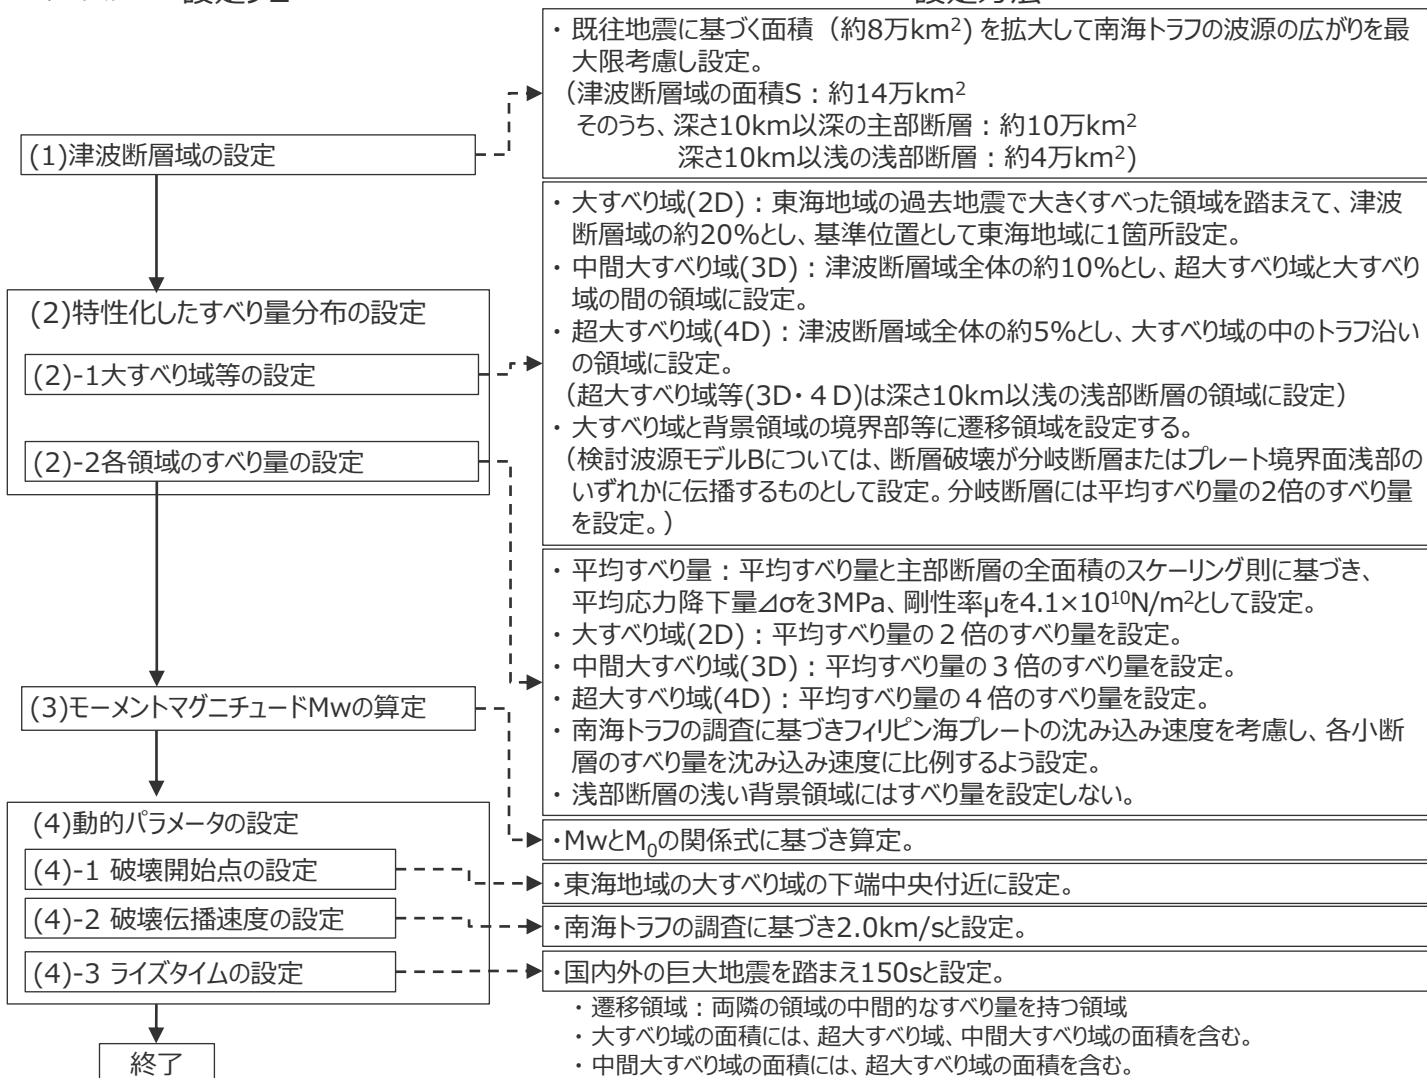 (1)津波断層域の設定
・既往地震に基づく面積（約8万km²)を拡大して南海トラフの波源の広がりを最
大限考慮し設定。
（津波断層域の面積S：約14万km²
そのうち、深さ10km以深の主部断層：約10万km²
深さ10km以浅の浅部断層：約4万km²)
(2)特性化したすべり量分布の設定
(2)-1大すべり域等の設定
・大すべり域(2D)：東海地域の過去地震で大きくすべった領域を踏まえて、津波
断層域の約20%とし、基準位置として東海地域に1箇所設定。
・中間大すべり域(3D)：津波断層域全体の約10%とし、超大すべり域と大すべり
域の間の領域に設定。
・超大すべり域(4D)：津波断層域全体の約5%とし、大すべり域の中のトラフ沿い
の領域に設定。
（超大すべり域等(3D・４D)は深さ10km以浅の浅部断層の領域に設定）
・大すべり域と背景領域の境界部等に遷移領域を設定する。
（検討波源モデルBについては、断層破壊が分岐断層またはプレート境界面浅部の
いずれかに伝播するものとして設定。分岐断層には平均すべり量の2倍のすべり量
を設定。）
(2)-2各領域のすべり量の設定
・平均すべり量：平均すべり量と主部断層の全面積のスケーリング則に基づき、
平均応力降下量⊿σを3MPa、剛性率μを4.1×10¹⁰N/m²として設定。
・大すべり域(2D)：平均すべり量の２倍のすべり量を設定。
・中間大すべり域(3D)：平均すべり量の３倍のすべり量を設定。
・超大すべり域(4D)：平均すべり量の４倍のすべり量を設定。
・南海トラフの調査に基づきフィリピン海プレートの沈み込み速度を考慮し、各小断
層のすべり量を沈み込み速度に比例するよう設定。
・浅部断層の浅い背景領域にはすべり量を設定しない。
(3)モーメントマグニチュードMwの算定
・MwとM₀の関係式に基づき算定。
(4)動的パラメータの設定
(4)-1 破壊開始点の設定
・東海地域の大すべり域の下端中央付近に設定。
(4)-2 破壊伝播速度の設定
・南海トラフの調査に基づき2.0km/sと設定。
(4)-3 ライズタイムの設定
・国内外の巨大地震を踏まえ150sと設定。
終了
・遷移領域：両隣の領域の中間的なすべり量を持つ領域
・大すべり域の面積には、超大すべり域、中間大すべり域の面積を含む。
・中間大すべり域の面積には、超大すべり域の面積を含む。